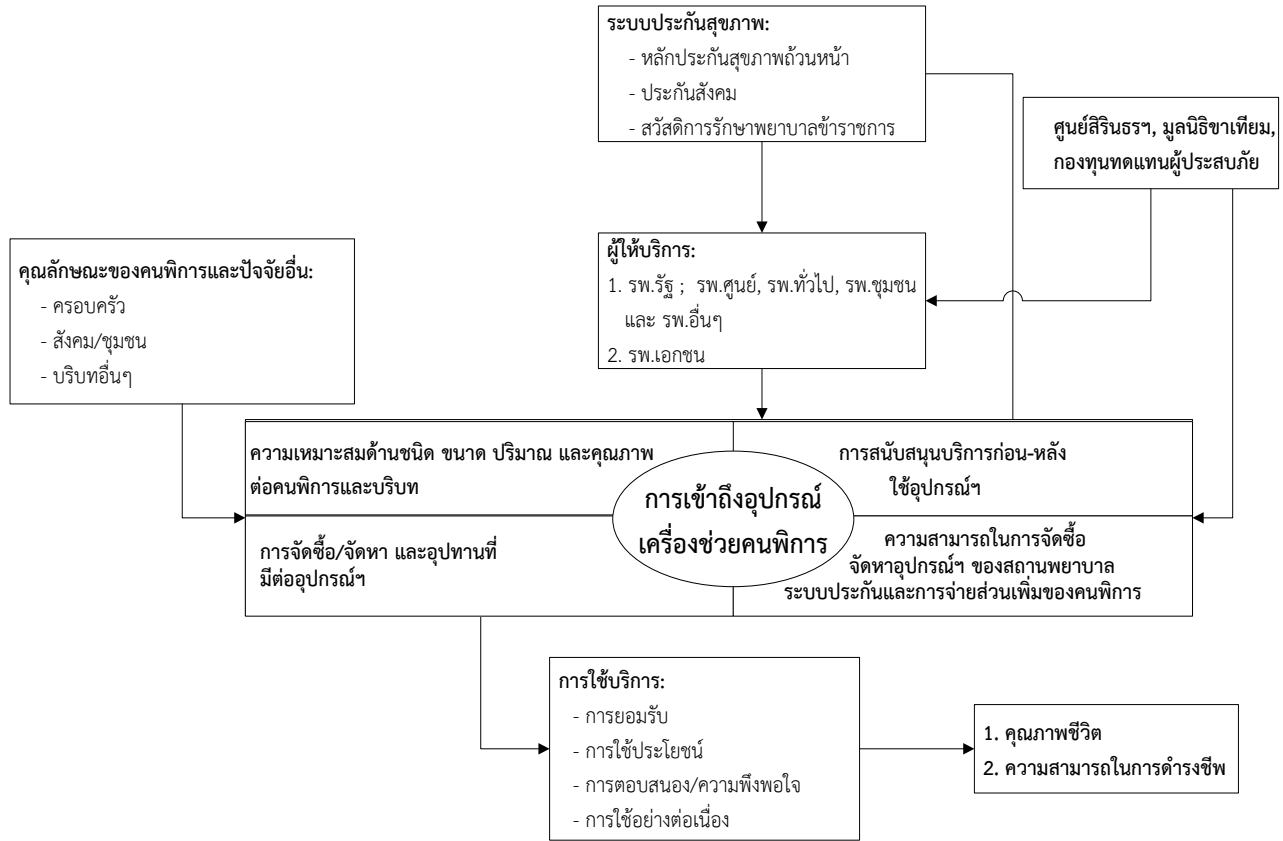 ระบบประกันสุขภาพ:
- หลักประกันสุขภาพถ้วนหน้า
- ประกันสังคม
- สวัสดิการรักษาพยาบาลข้าราชการ
ศูนย์สิรินธรฯ, มูลนิธิขาเทียม,
กองทุนทดแทนผู้ประสบภัย
คุณลักษณะของคนพิการและปัจจัยอื่น:
- ครอบครัว
- สังคม/ชุมชน
- บริบทอื่นๆ
ผู้ให้บริการ:
1. รพ.รัฐ ; รพ.ศูนย์, รพ.ทั่วไป, รพ.ชุมชน
และ รพ.อื่นๆ
2. รพ.เอกชน
ความเหมาะสมด้านชนิด ขนาด ปริมาณ และคุณภาพ
ต่อคนพิการและบริบท
การสนับสนุนบริการก่อน-หลัง
ใช้อุปกรณ์ฯ
การเข้าถึงอุปกรณ์
เครื่องช่วยคนพิการ
การจัดซื้อ/จัดหา และอุปทานที่
มีต่ออุปกรณ์ฯ
ความสามารถในการจัดซื้อ
จัดหาอุปกรณ์ฯ ของสถานพยาบาล
ระบบประกันและการจ่ายส่วนเพิ่มของคนพิการ
การใช้บริการ:
- การยอมรับ
- การใช้ประโยชน์
- การตอบสนอง/ความพึงพอใจ
- การใช้อย่างต่อเนื่อง
1. คุณภาพชีวิต
2. ความสามารถในการดำรงชีพ